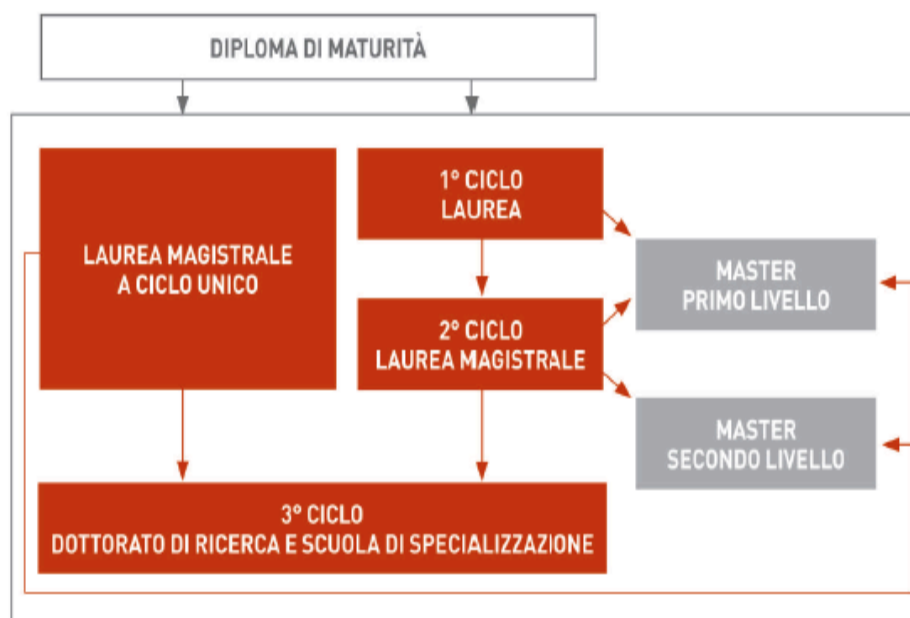 DIPLOMA DI MATURITÀ
LAUREA MAGISTRALE
A CICLO UNICO
1° CICLO
LAUREA
MASTER
PRIMO LIVELLO
2° CICLO
LAUREA MAGISTRALE
MASTER
SECONDO LIVELLO
3° CICLO
DOTTORATO DI RICERCA E SCUOLA DI SPECIALIZZAZIONE